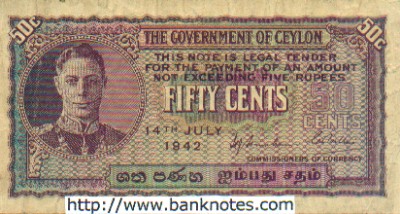 50c 50c
THE GOVERNMENT OF CEYLON
THIS NOTE IS LEGAL TENDER
FOR THE PAYMENT OF AN AMOUNT
NOT EXCEEDING FIVE RUPEES
FIFTY CENTS 50
CENTS
14TH JULY
1942
COMMISSIONERS OF CURRENCY
ශත පණහ ஐம்பது சதம்
http://www.banknotes.com/